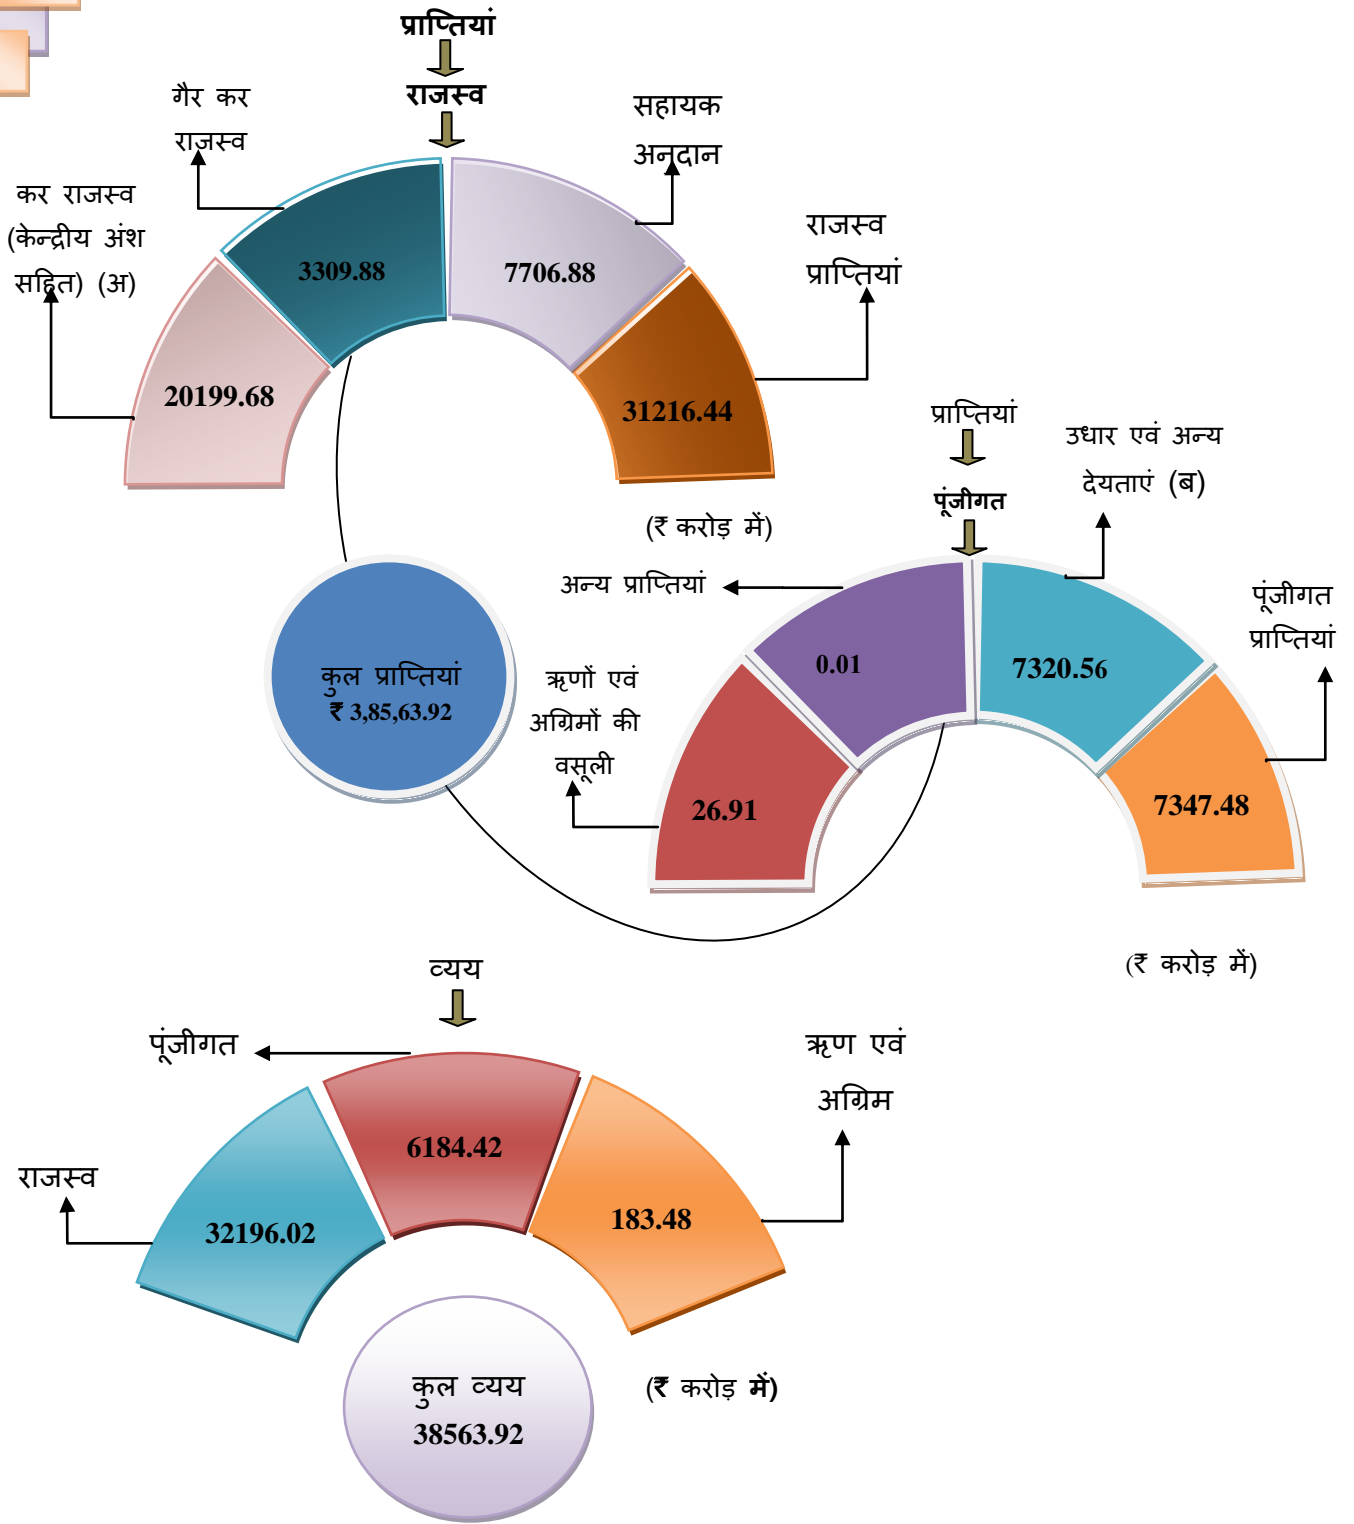 प्राप्तियां
राजस्व
गैर कर
राजस्व
सहायक
अनुदान
कर राजस्व
(केन्द्रीय अंश
सहित) (अ)
राजस्व
प्राप्तियां
3309.88
7706.88
20199.68
31216.44
(₹ करोड़ में)
प्राप्तियां
पूंजीगत
उधार एवं अन्य
देयताएं (ब)
अन्य प्राप्तियां
पूंजीगत
प्राप्तियां
ऋणों एवं
अग्रिमों की
वसूली
0.01
7320.56
26.91
7347.48
कुल प्राप्तियां
₹ 3,85,63.92
(₹ करोड़ में)
व्यय
पूंजीगत
ऋण एवं
अग्रिम
राजस्व
6184.42
32196.02
183.48
कुल व्यय
38563.92
(₹ करोड़ में)